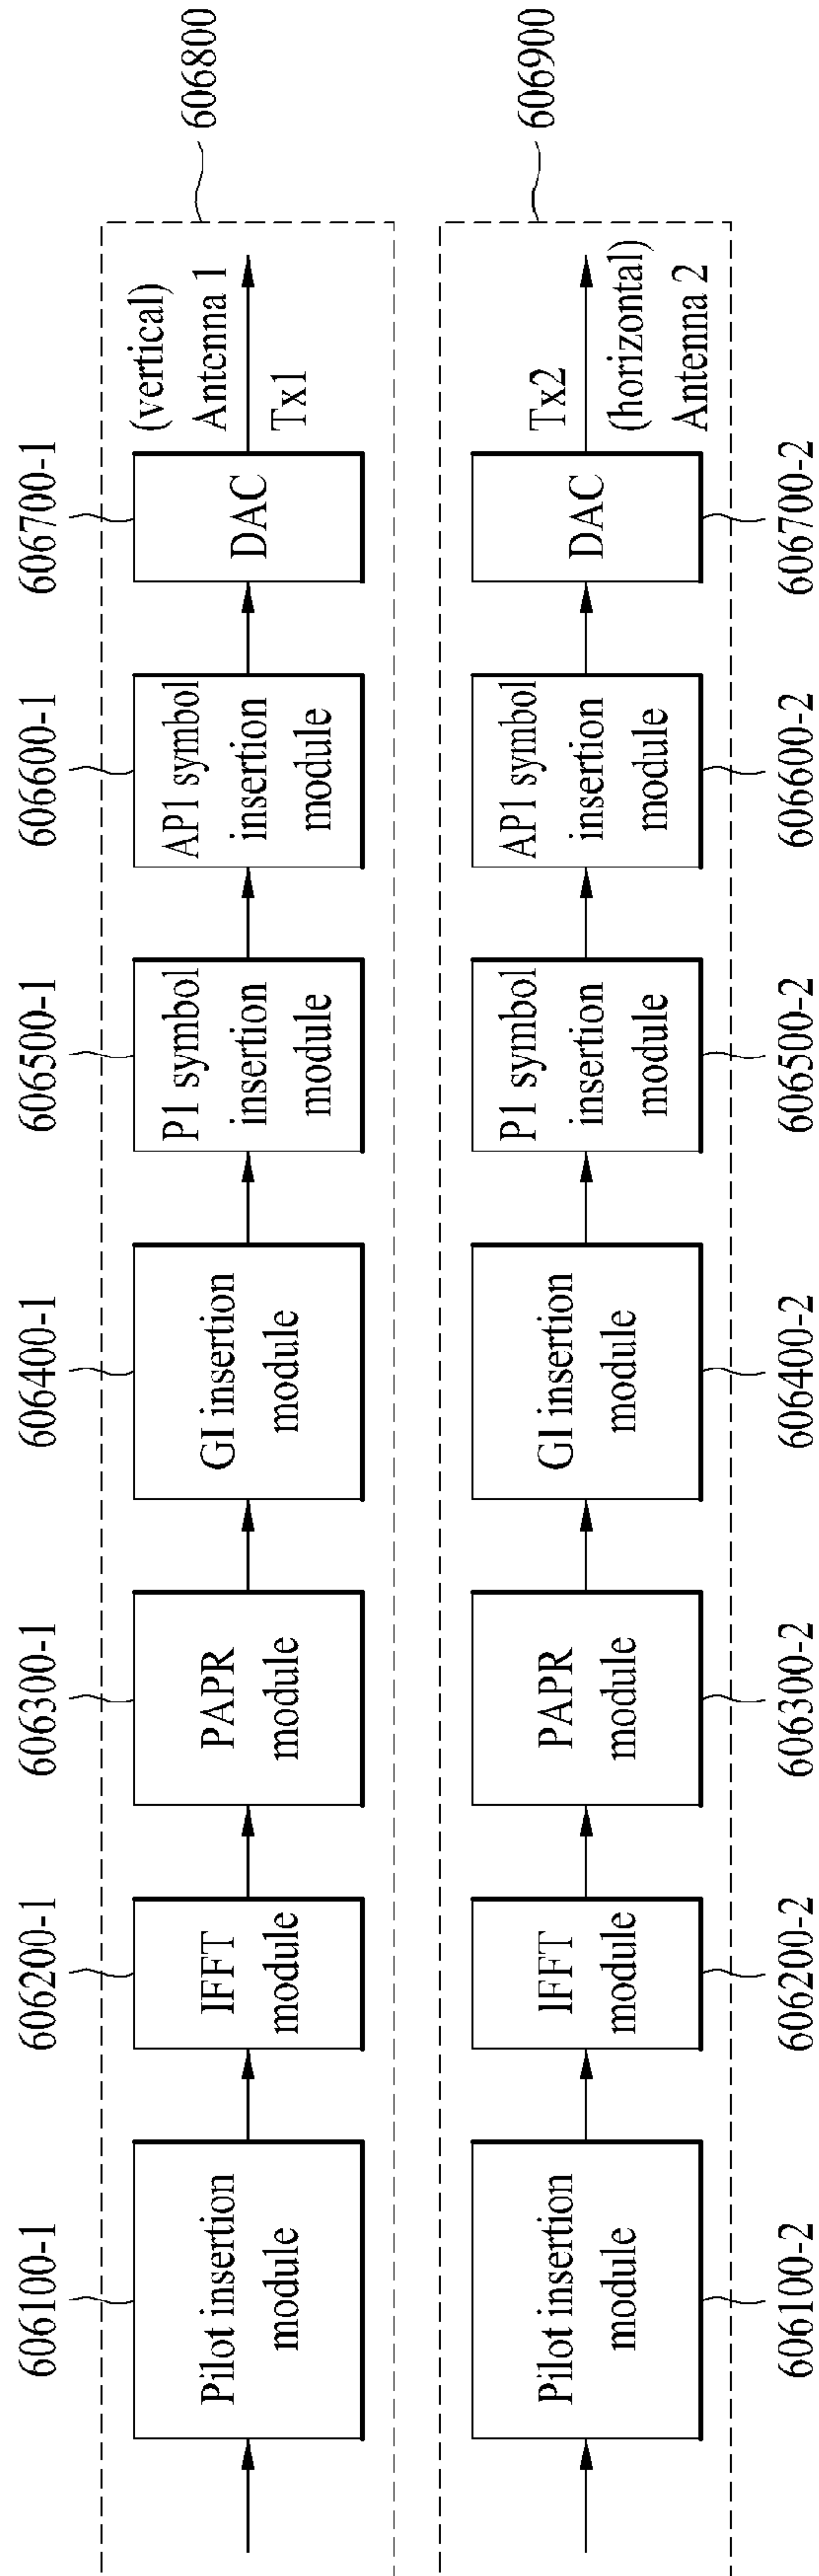 606100-1
606200-1
606300-1
606400-1
606500-1
606600-1
606700-1
606800
Pilot insertion
module
IFFT
module
PAPR
module
GI insertion
module
P1 symbol
insertion
module
AP1 symbol
insertion
module
DAC
(vertical)
Antenna 1
Tx1
606900
Pilot insertion
module
IFFT
module
PAPR
module
GI insertion
module
P1 symbol
insertion
module
AP1 symbol
insertion
module
DAC
Tx2
(horizontal)
Antenna 2
606100-2
606200-2
606300-2
606400-2
606500-2
606600-2
606700-2